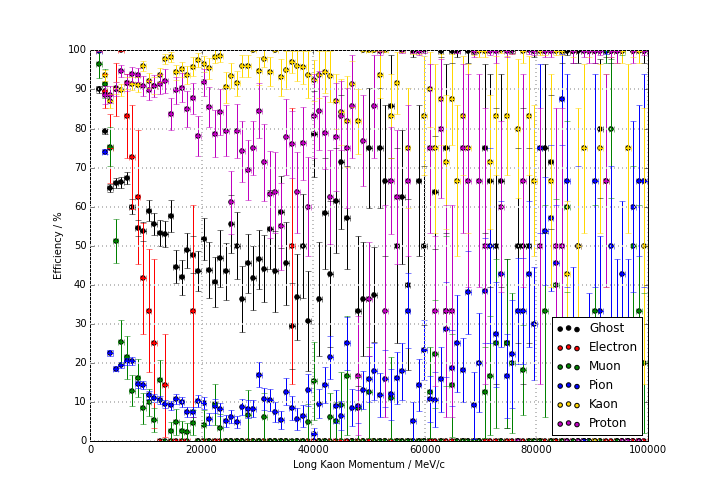 100
90
80
70
60
50
40
30
20
10
0
Efficiency / %
0
20000
40000
60000
80000
100000
Long Kaon Momentum / MeV/c
Ghost
Electron
Muon
Pion
Kaon
Proton